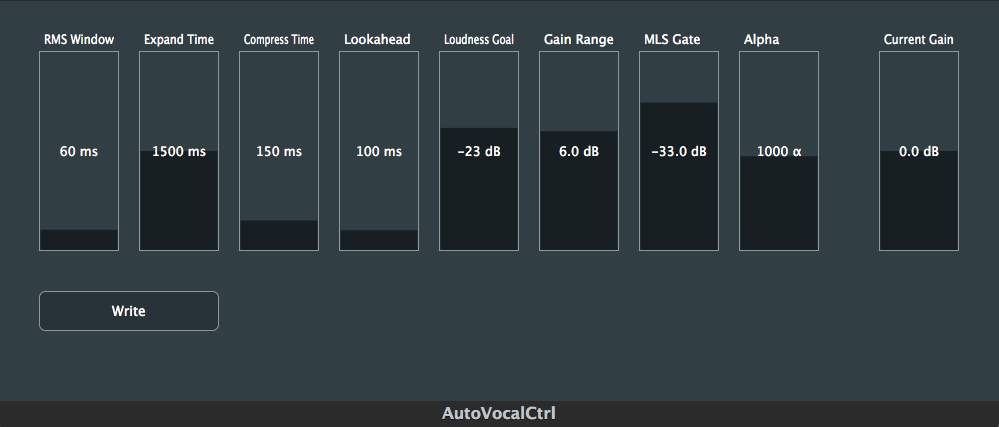 RMS Window Expand Time Compress Time Lookahead Loudness Goal Gain Range MLS Gate Alpha Current Gain
60 ms 1500 ms 150 ms 100 ms -23 dB 6.0 dB -33.0 dB 1000 α 0.0 dB
Write
AutoVocalCtrl